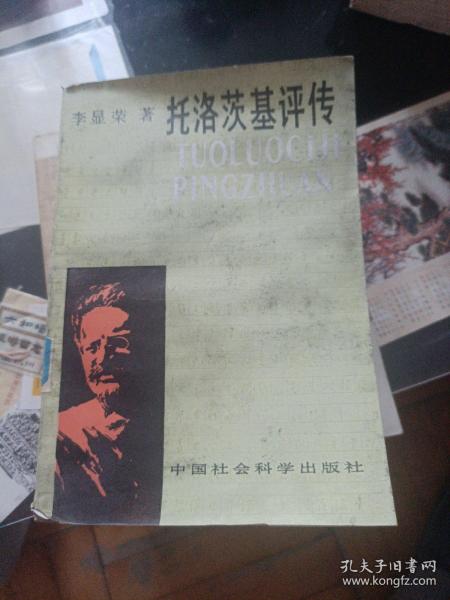 李显荣 著
托洛茨基评传
TUOLUOCIJI
PINGZHUAN
中国社会科学出版社
孔夫子旧书网
www.kongfz.com